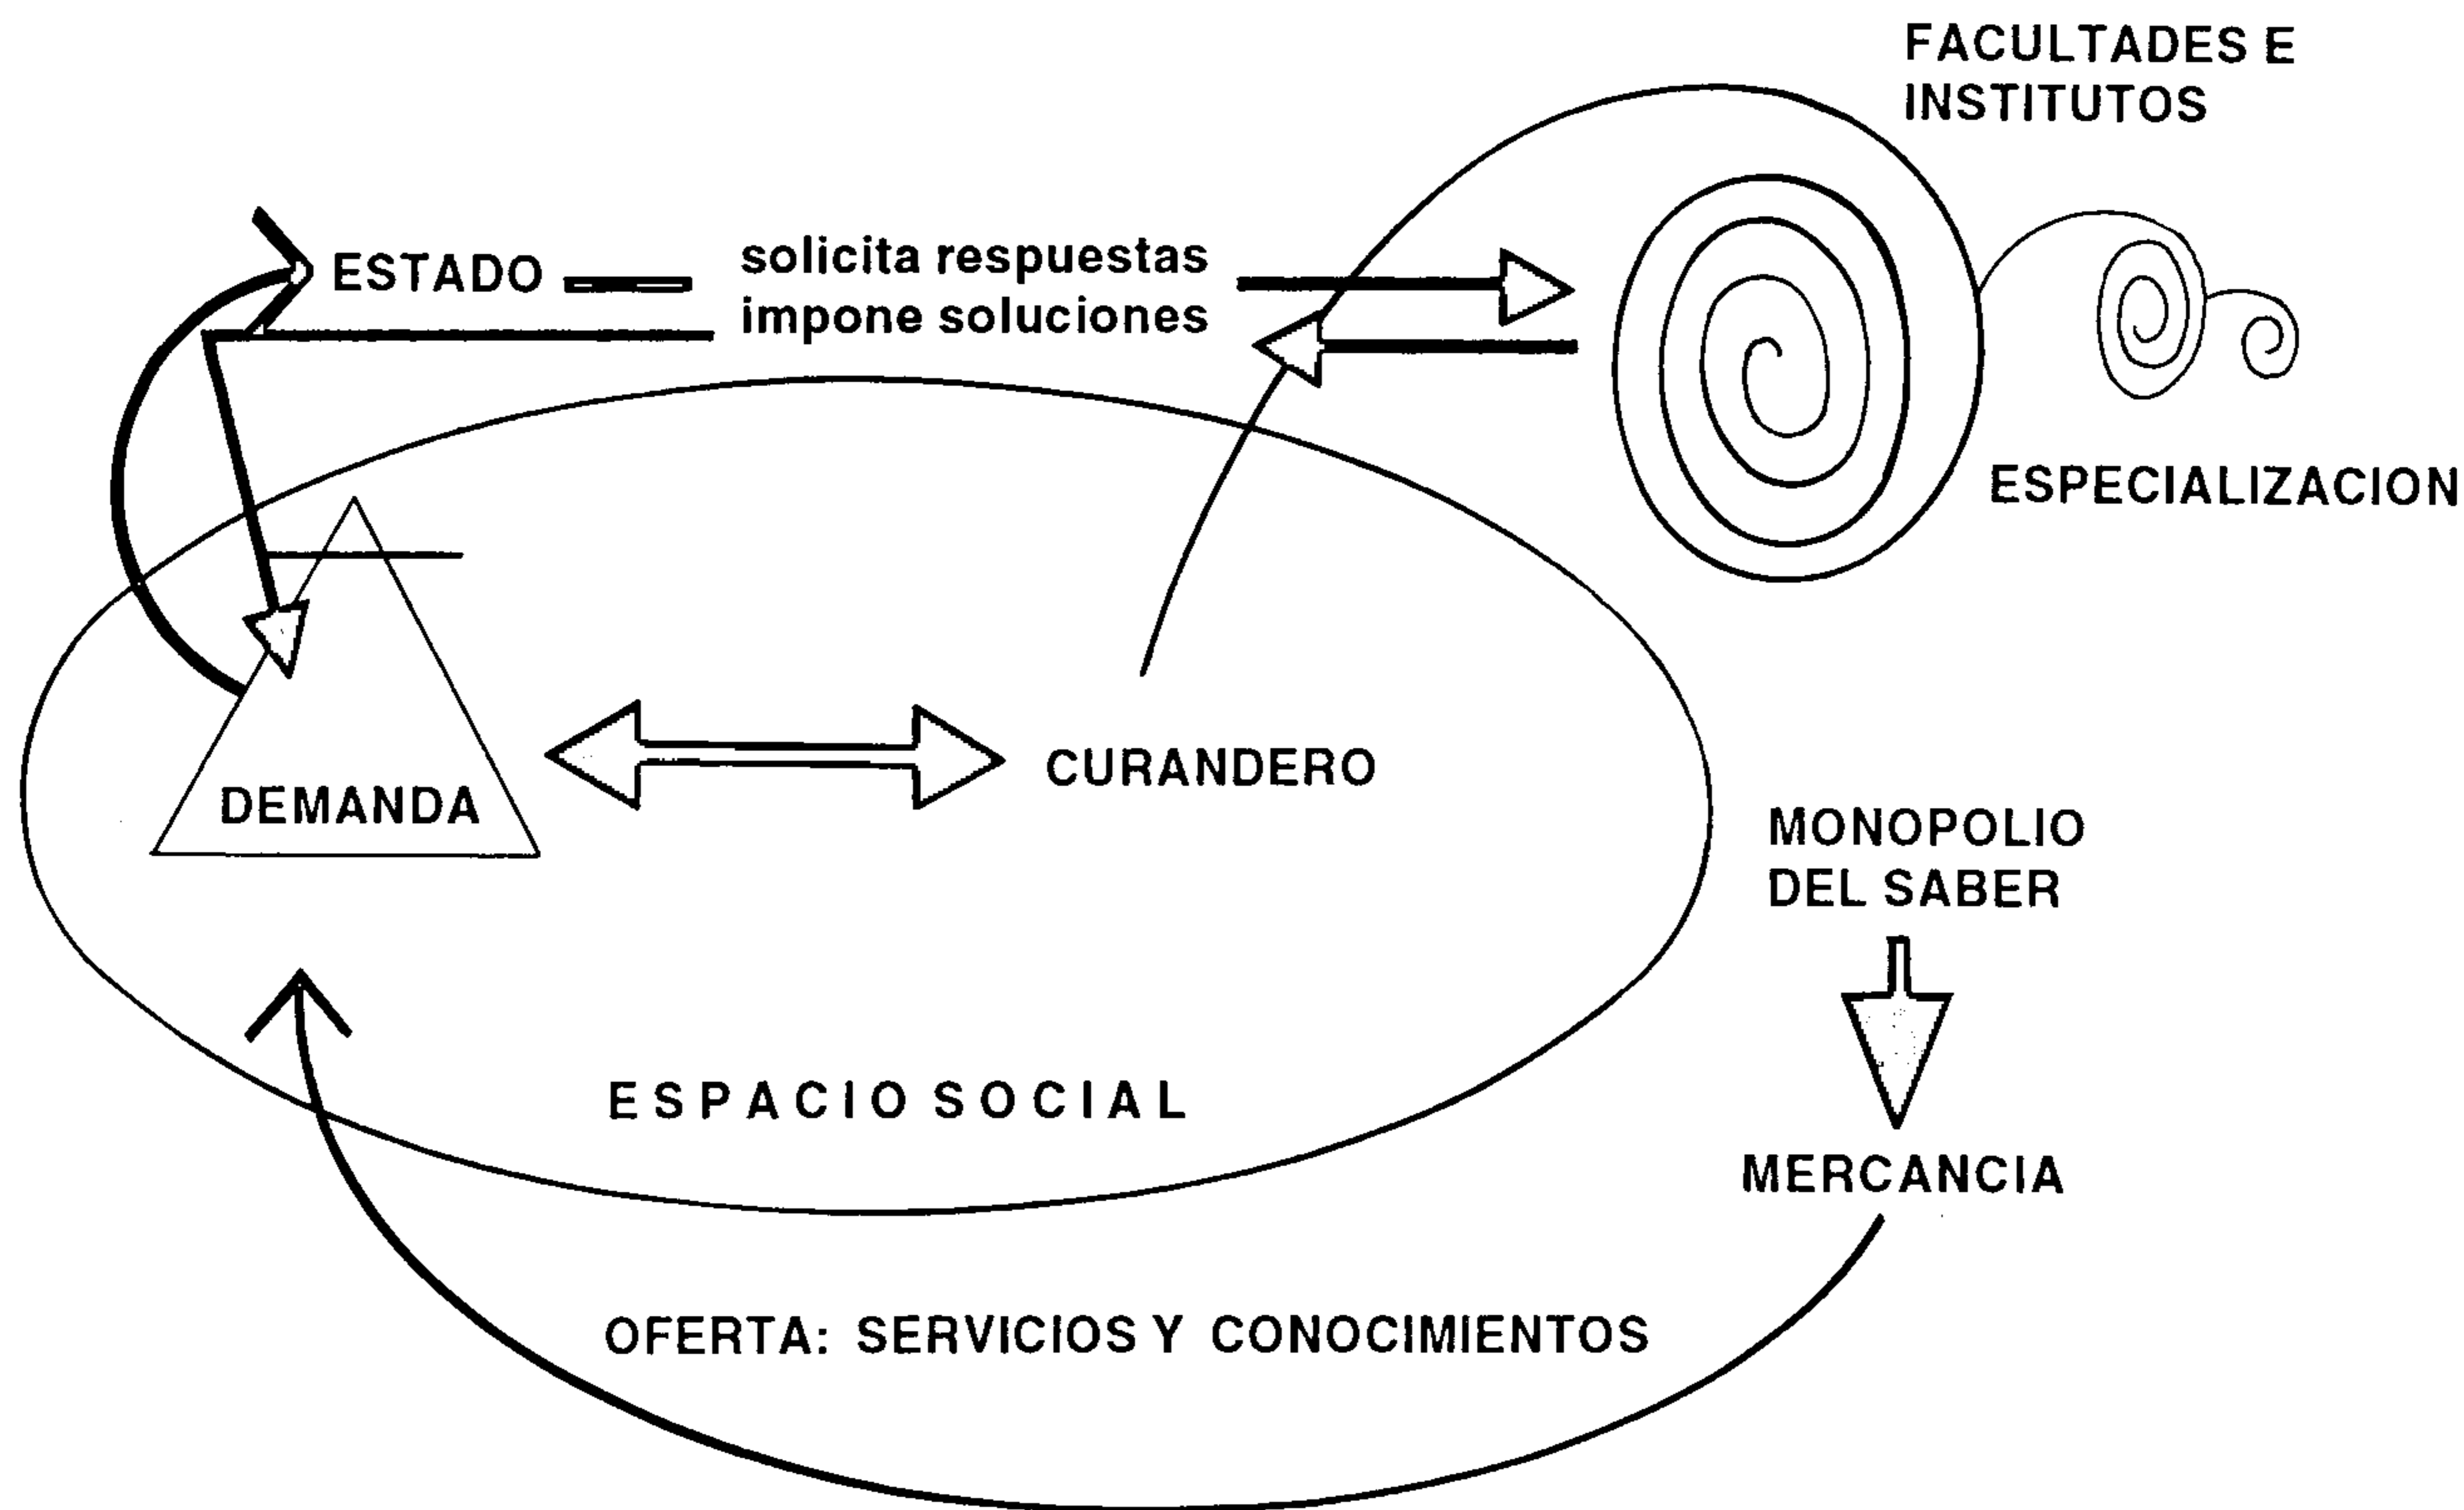 FACULTADES E
INSTITUTOS
ESTADO
solicita respuestas
impone soluciones
ESPECIALIZACION
CURANDERO
DEMANDA
MONOPOLIO
DEL SABER
ESPACIO SOCIAL
MERCANCIA
OFERTA: SERVICIOS Y CONOCIMIENTOS